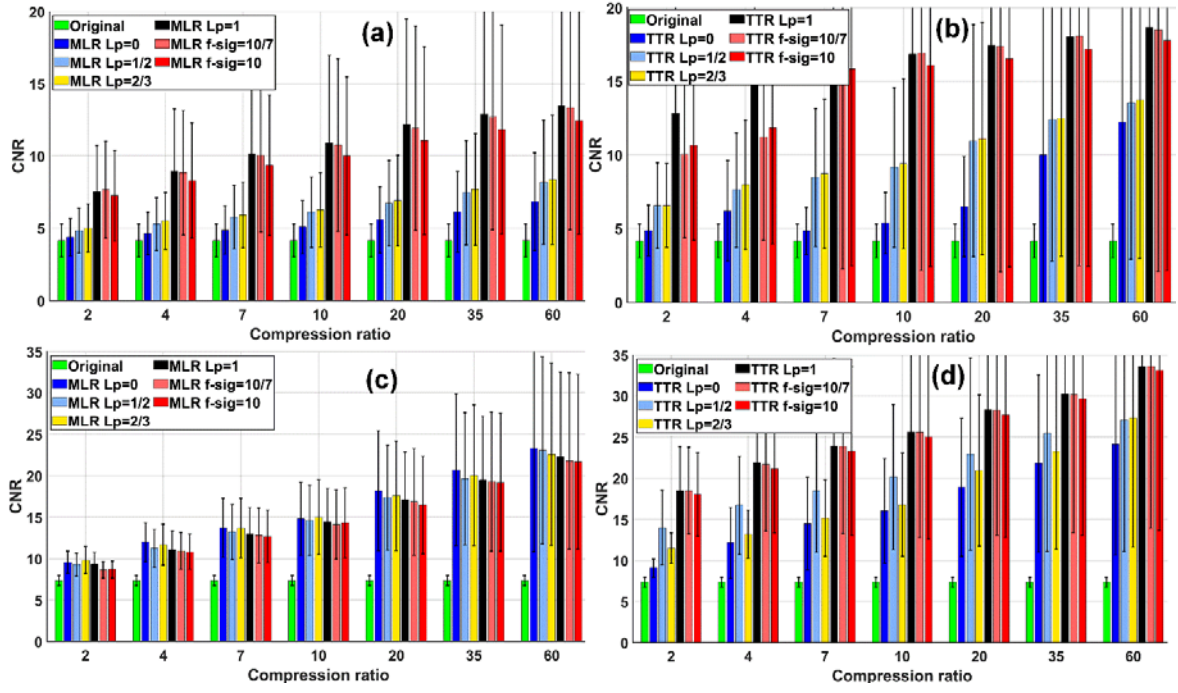 (a)
Original
MLR Lp=0
MLR Lp=1/2
MLR Lp=2/3
MLR Lp=1
MLR f-sig=10/7
MLR f-sig=10
CNR
20
15
10
5
0
2 4 7 10 20 35 60
Compression ratio
(b)
Original
TTR Lp=0
TTR Lp=1/2
TTR Lp=2/3
TTR Lp=1
TTR f-sig=10/7
TTR f-sig=10
CNR
20
15
10
5
0
2 4 7 10 20 35 60
Compression ratio
(c)
Original
MLR Lp=0
MLR Lp=1/2
MLR Lp=2/3
MLR Lp=1
MLR f-sig=10/7
MLR f-sig=10
CNR
35
30
25
20
15
10
5
0
2 4 7 10 20 35 60
Compression ratio
(d)
Original
TTR Lp=0
TTR Lp=1/2
TTR Lp=2/3
TTR Lp=1
TTR f-sig=10/7
TTR f-sig=10
CNR
35
30
25
20
15
10
5
0
2 4 7 10 20 35 60
Compression ratio